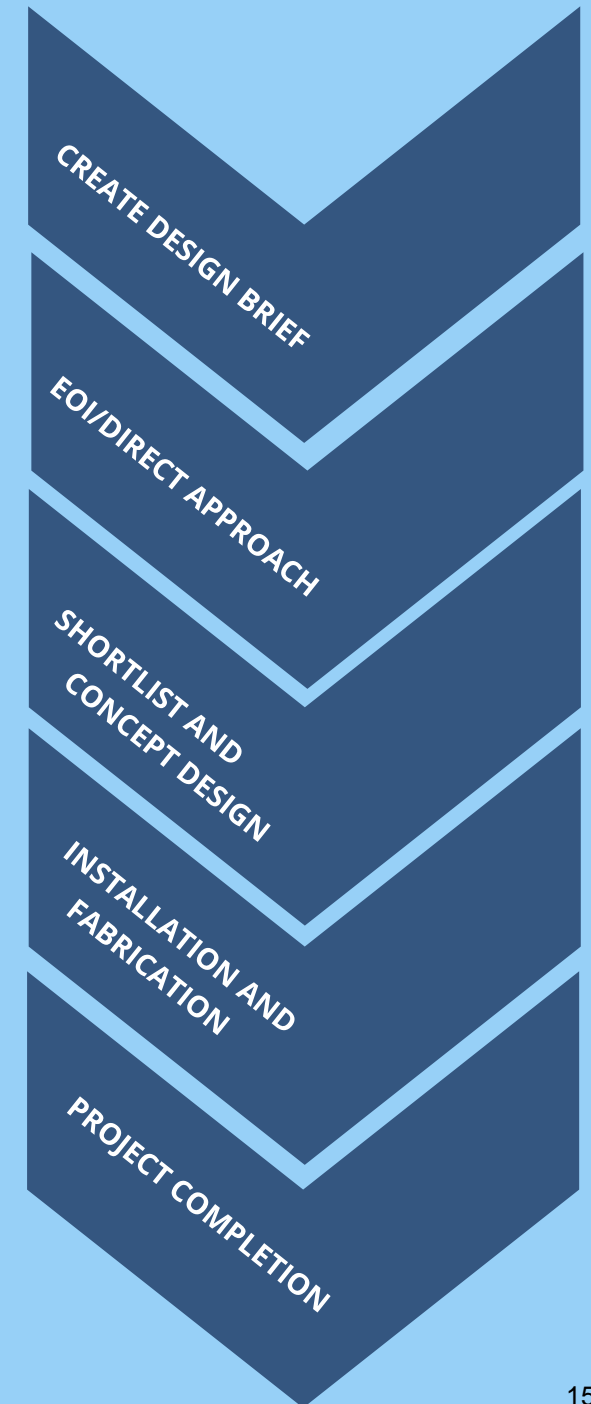 CREATE DESIGN BRIEF
EOI/DIRECT APPROACH
SHORTLIST AND
CONCEPT DESIGN
INSTALLATION AND
FABRICATION
PROJECT COMPLETION
15